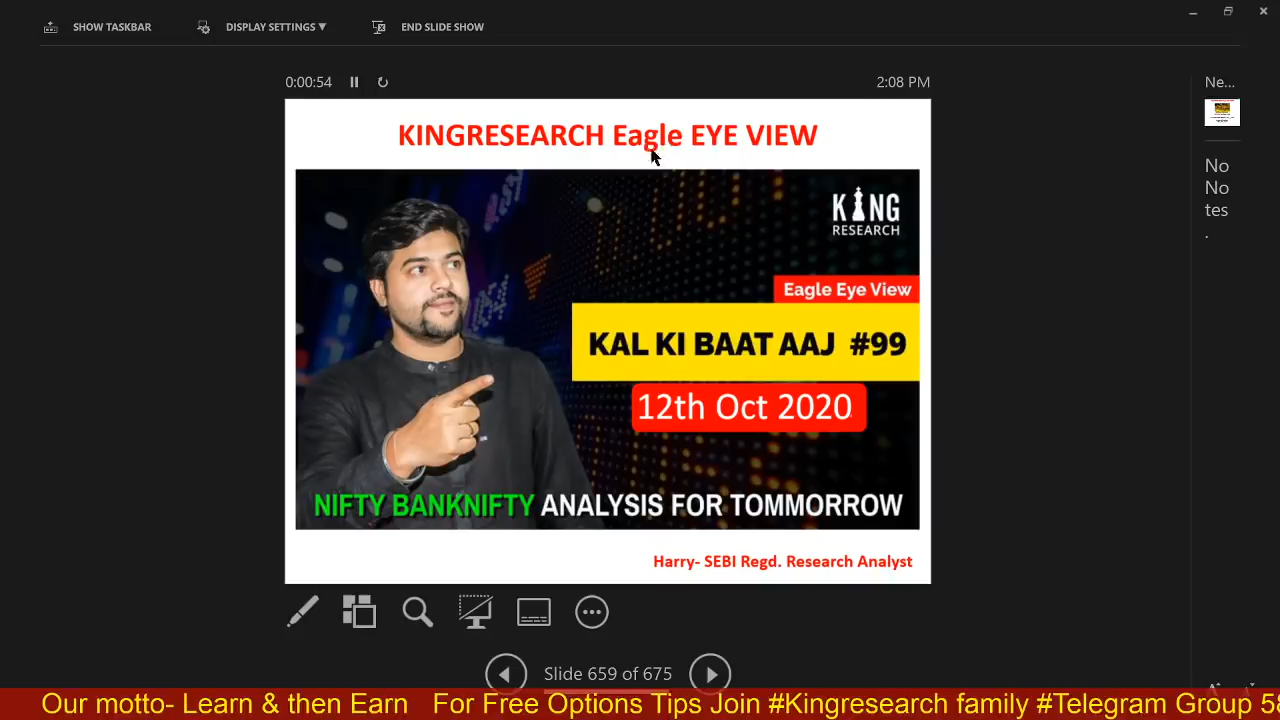 SHOW TASKBAR DISPLAY SETTINGS ▼ END SLIDE SHOW
0:00:54 2:08 PM
Ne...
KINGRESEARCH Eagle EYE VIEW
KING
RESEARCH
Eagle Eye View
KAL KI BAAT AAJ #99
12th Oct 2020
NIFTY BANKNIFTY ANALYSIS FOR TOMMORROW
Harry- SEBI Regd. Research Analyst
No
No
tes
.
Slide 659 of 675
Our motto- Learn & then Earn For Free Options Tips Join #Kingresearch family #Telegram Group 58